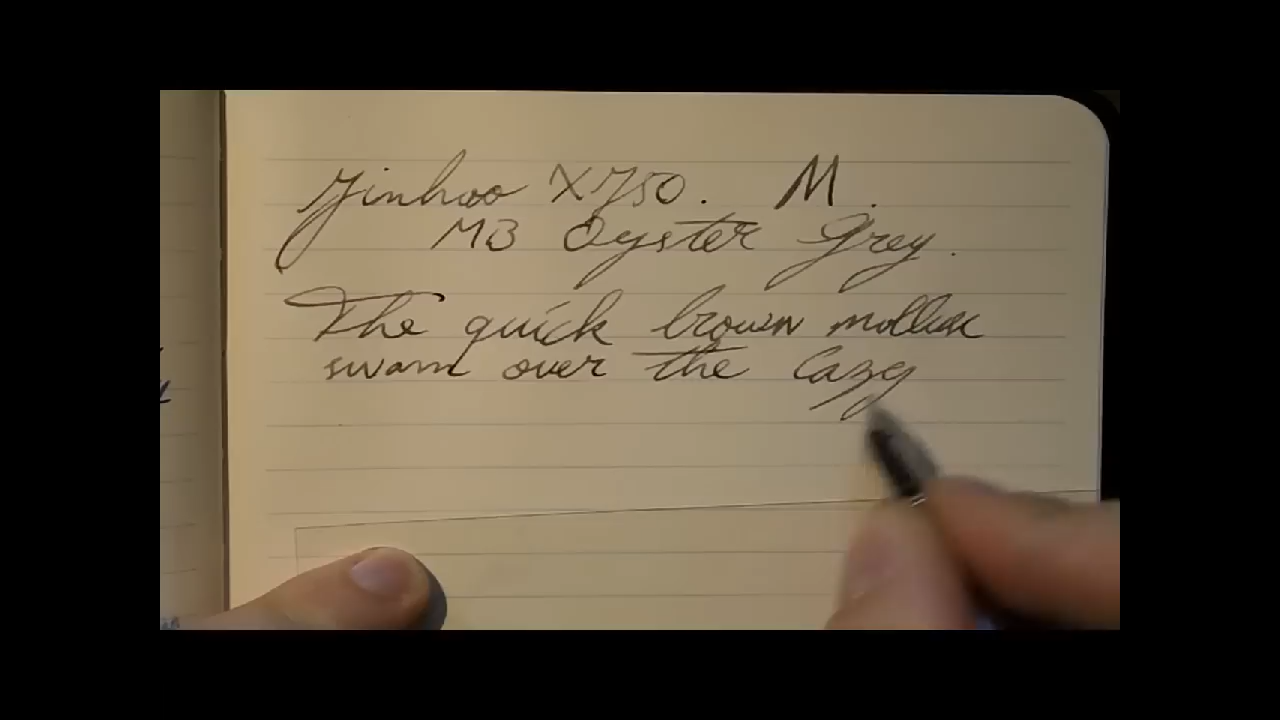 Jinhao X750. M.
MB Oyster Grey.
The quick brown mollusc
swam over the lazy